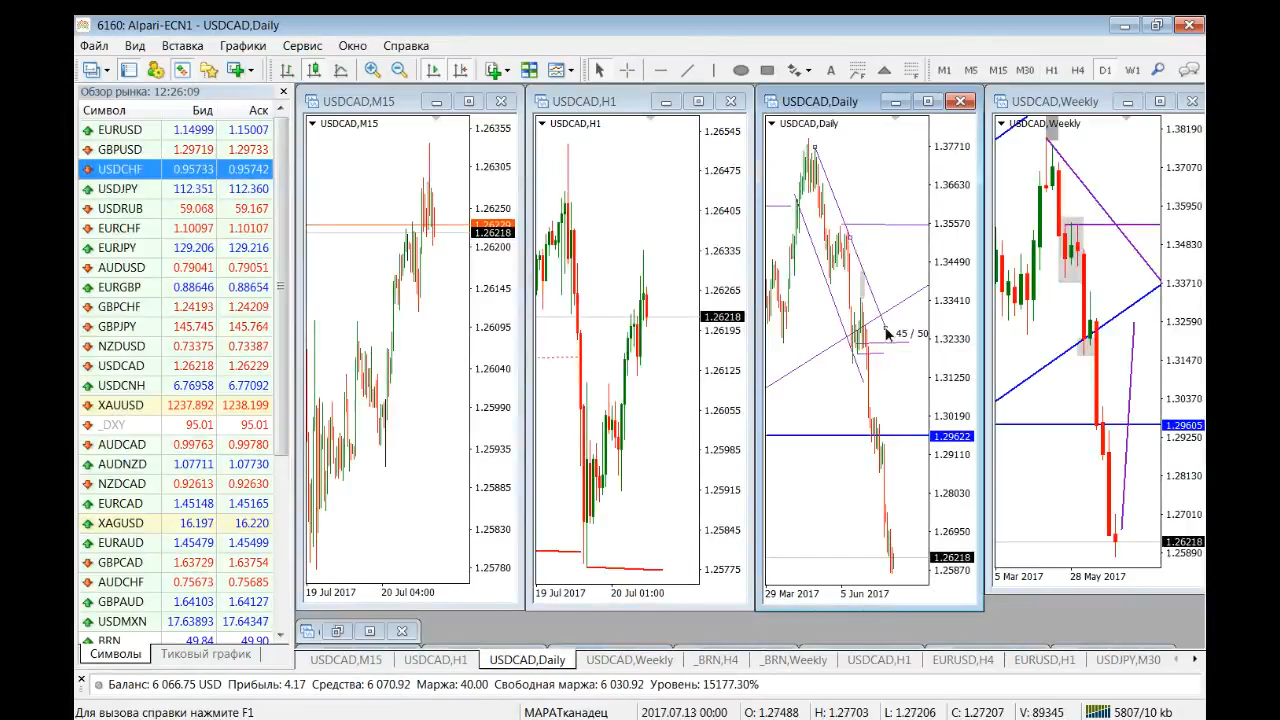 6160: Alpari-ECN1 - USDCAD,Daily
Файл Вид Вставка Графики Сервис Окно Справка
A M1 M5 M15 M30 H1 H4 D1 W1
Обзор рынка: 12:26:09
Символ Бид Аск
EURUSD 1.14999 1.15007
GBPUSD 1.29719 1.29733
USDCHF 0.95733 0.95742
USDJPY 112.351 112.360
USDRUB 59.068 59.167
EURCHF 1.10097 1.10107
EURJPY 129.216 129.236
AUDUSD 0.79041 0.79051
EURGBP 0.88646 0.88654
GBPCHF 1.24193 1.24209
GBPJPY 145.745 145.764
NZDUSD 0.73375 0.73387
USDCAD 1.26218 1.26229
USDCNH 6.76958 6.77092
XAUUSD 1237.892 1238.199
_DXY 95.01 95.01
AUDCAD 0.99763 0.99780
AUDNZD 1.07711 1.07730
NZDCAD 0.92613 0.92630
EURCAD 1.45148 1.45165
XAGUSD 16.197 16.220
EURAUD 1.45479 1.45499
GBPCAD 1.63729 1.63754
AUDCHF 0.75673 0.75685
GBPAUD 1.64103 1.64127
USDMXN 17.63893 17.64347
BRN 49.84 49.90
Символы Тиковый график
USDCAD,M15
USDCAD,M15
1.26355
1.26305
1.26250
1.26229
1.26218
1.26200
1.26145
1.26095
1.26040
1.25990
1.25935
1.25885
1.25830
1.25780
19 Jul 2017 20 Jul 04:00
USDCAD,H1
USDCAD,H1
1.26545
1.26475
1.26405
1.26335
1.26265
1.26218
1.26195
1.26125
1.26055
1.25985
1.25915
1.25845
1.25775
19 Jul 2017 20 Jul 01:00
USDCAD,Daily
USDCAD,Daily
1.37710
1.36630
1.35570
1.34490
1.33410
45 / 50
1.32330
1.31250
1.30190
1.29622
1.29110
1.28030
1.26950
1.26218
1.25870
29 Mar 2017 5 Jun 2017
USDCAD,Weekly
USDCAD,Weekly
1.38190
1.37070
1.35950
1.34830
1.33710
1.32590
1.31470
1.30370
1.29605
1.29250
1.28130
1.27010
1.26218
1.25890
5 Mar 2017 28 May 2017
USDCAD,M15 USDCAD,H1 USDCAD,Daily USDCAD,Weekly _BRN,H4 _BRN,Weekly USDCAD,H1 EURUSD,H4 EURUSD,H1 USDJPY,M30
Баланс: 6 066.75 USD Прибыль: 4.17 Средства: 6 070.92 Маржа: 40.00 Свободная маржа: 6 030.92 Уровень: 15177.30%
Для вызова справки нажмите F1 МАРАТканадец 2017.07.13 00:00 O: 1.27488 H: 1.27703 L: 1.27206 C: 1.27207 V: 89345 5807/10 kb